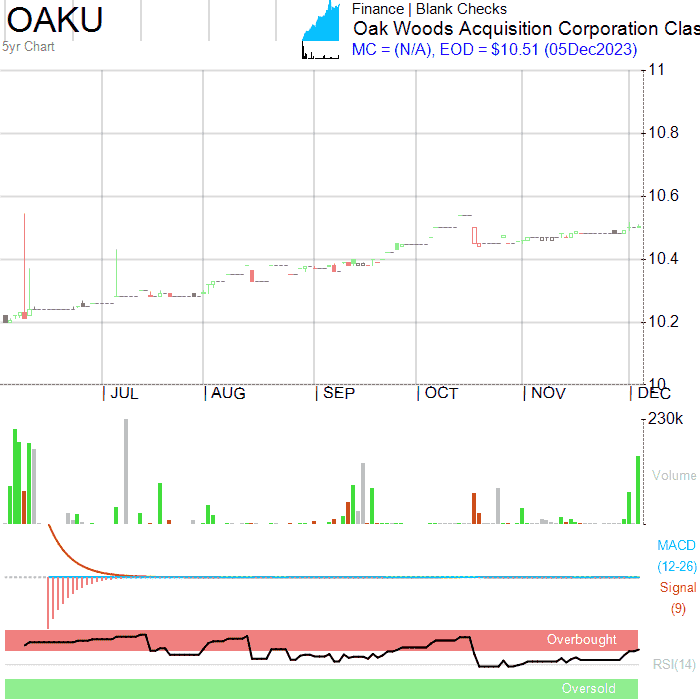 OAKU
5yr Chart
Finance | Blank Checks
Oak Woods Acquisition Corporation Clas
MC = (N/A), EOD = $10.51 (05Dec2023)
11
10.8
10.6
10.4
10.2
10
| JUL | AUG | SEP | OCT | NOV | DEC
230k
Volume
MACD
(12-26)
Signal
(9)
Overbought
RSI(14)
Oversold